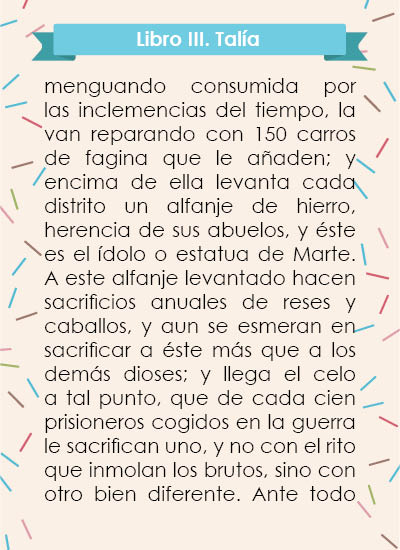 Libro III. Talía
menguando consumida por
las inclemencias del tiempo, la
van reparando con 150 carros
de fagina que le añaden; y
encima de ella levanta cada
distrito un alfanje de hierro,
herencia de sus abuelos, y éste
es el ídolo o estatua de Marte.
A este alfanje levantado hacen
sacrificios anuales de reses y
caballos, y aun se esmeran en
sacrificar a éste más que a los
demás dioses; y llega el celo
a tal punto, que de cada cien
prisioneros cogidos en la guerra
le sacrifican uno, y no con el rito
que inmolan los brutos, sino con
otro bien diferente. Ante todo